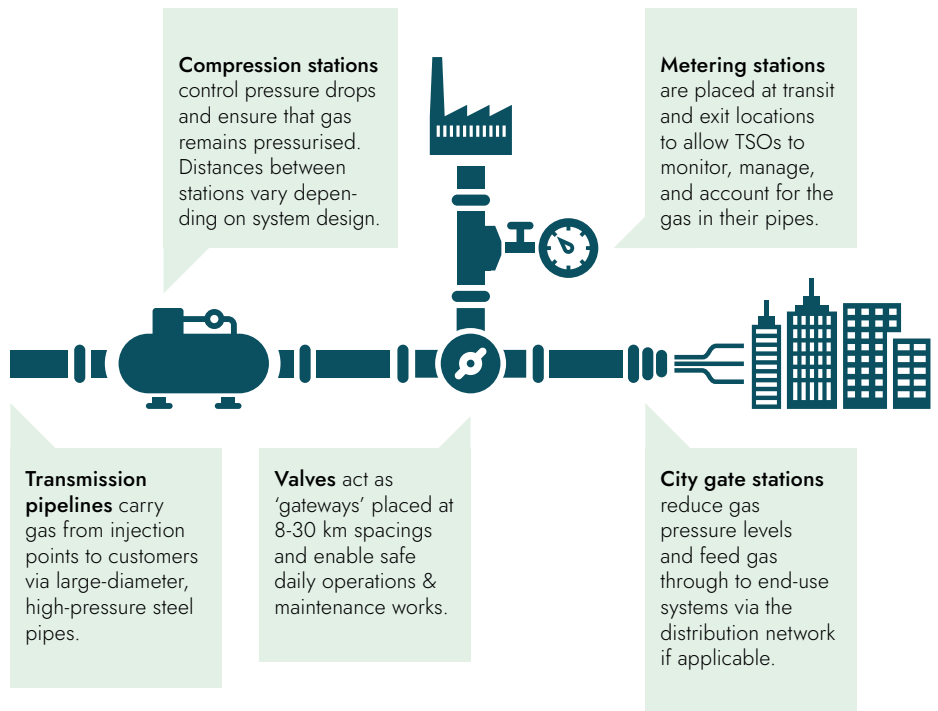 Compression stations
control pressure drops
and ensure that gas
remains pressurised.
Distances between
stations vary depen-
ding on system design.
Metering stations
are placed at transit
and exit locations
to allow TSOs to
monitor, manage,
and account for the
gas in their pipes.
Transmission
pipelines carry
gas from injection
points to customers
via large-diameter,
high-pressure steel
pipes.
Valves act as
‘gateways’ placed at
8-30 km spacings
and enable safe
daily operations &
maintenance works.
City gate stations
reduce gas
pressure levels
and feed gas
through to end-use
systems via the
distribution network
if applicable.